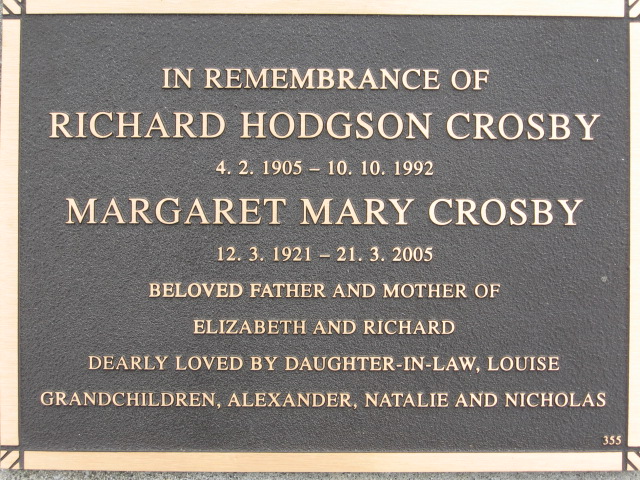 IN REMEMBRANCE OF
RICHARD HODGSON CROSBY
4. 2. 1905 – 10. 10. 1992
MARGARET MARY CROSBY
12. 3. 1921 – 21. 3. 2005
BELOVED FATHER AND MOTHER OF
ELIZABETH AND RICHARD
DEARLY LOVED BY DAUGHTER-IN-LAW, LOUISE
GRANDCHILDREN, ALEXANDER, NATALIE AND NICHOLAS
355